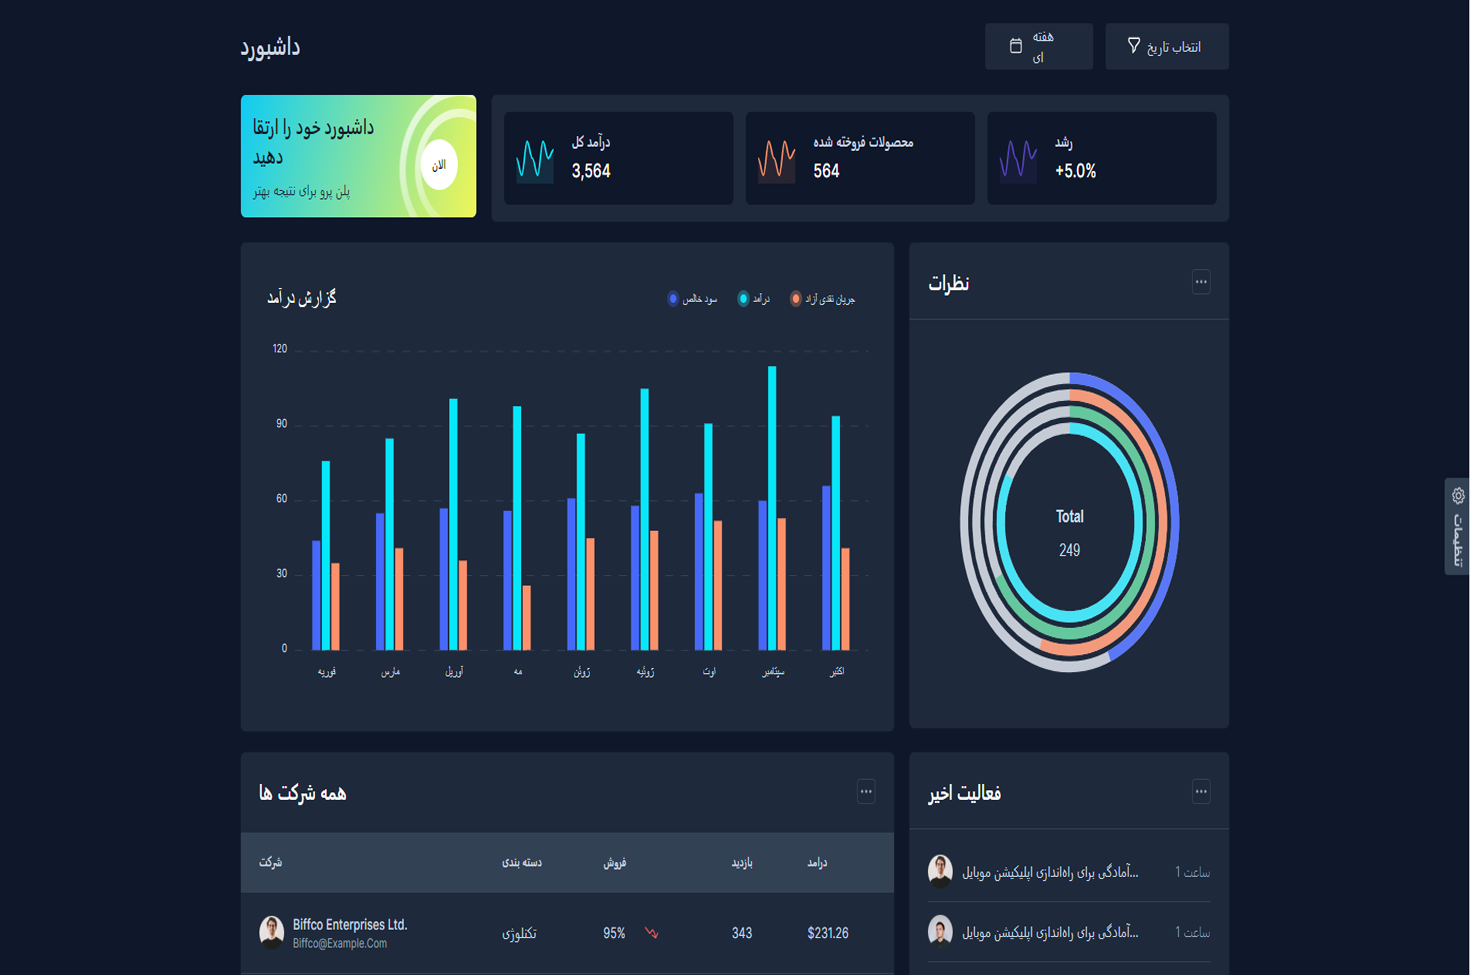 داشبورد
هفته
ای
انتخاب تاریخ
داشبورد خود را ارتقا
دهید
پلن پرو برای نتیجه بهتر
الان
درآمد کل
3,564
محصولات فروخته شده
564
رشد
+5.0%
گزارش درآمد
سود خالص
درآمد
جریان نقدی آزاد
120
90
60
30
0
فوریه
مارس
آوریل
مه
ژوئن
ژوئیه
اوت
سپتامبر
اکتبر
نظرات
...
Total
249
تنظیمات
همه شرکت ها
...
شرکت
دسته بندی
فروش
بازدید
درامد
Biffco Enterprises Ltd.
Biffco@Example.Com
تکنلوژی
95%
343
$231.26
فعالیت اخیر
...
آمادگی برای راه‌اندازی اپلیکیشن موبایل...
ساعت 1
آمادگی برای راه‌اندازی اپلیکیشن موبایل...
ساعت 1